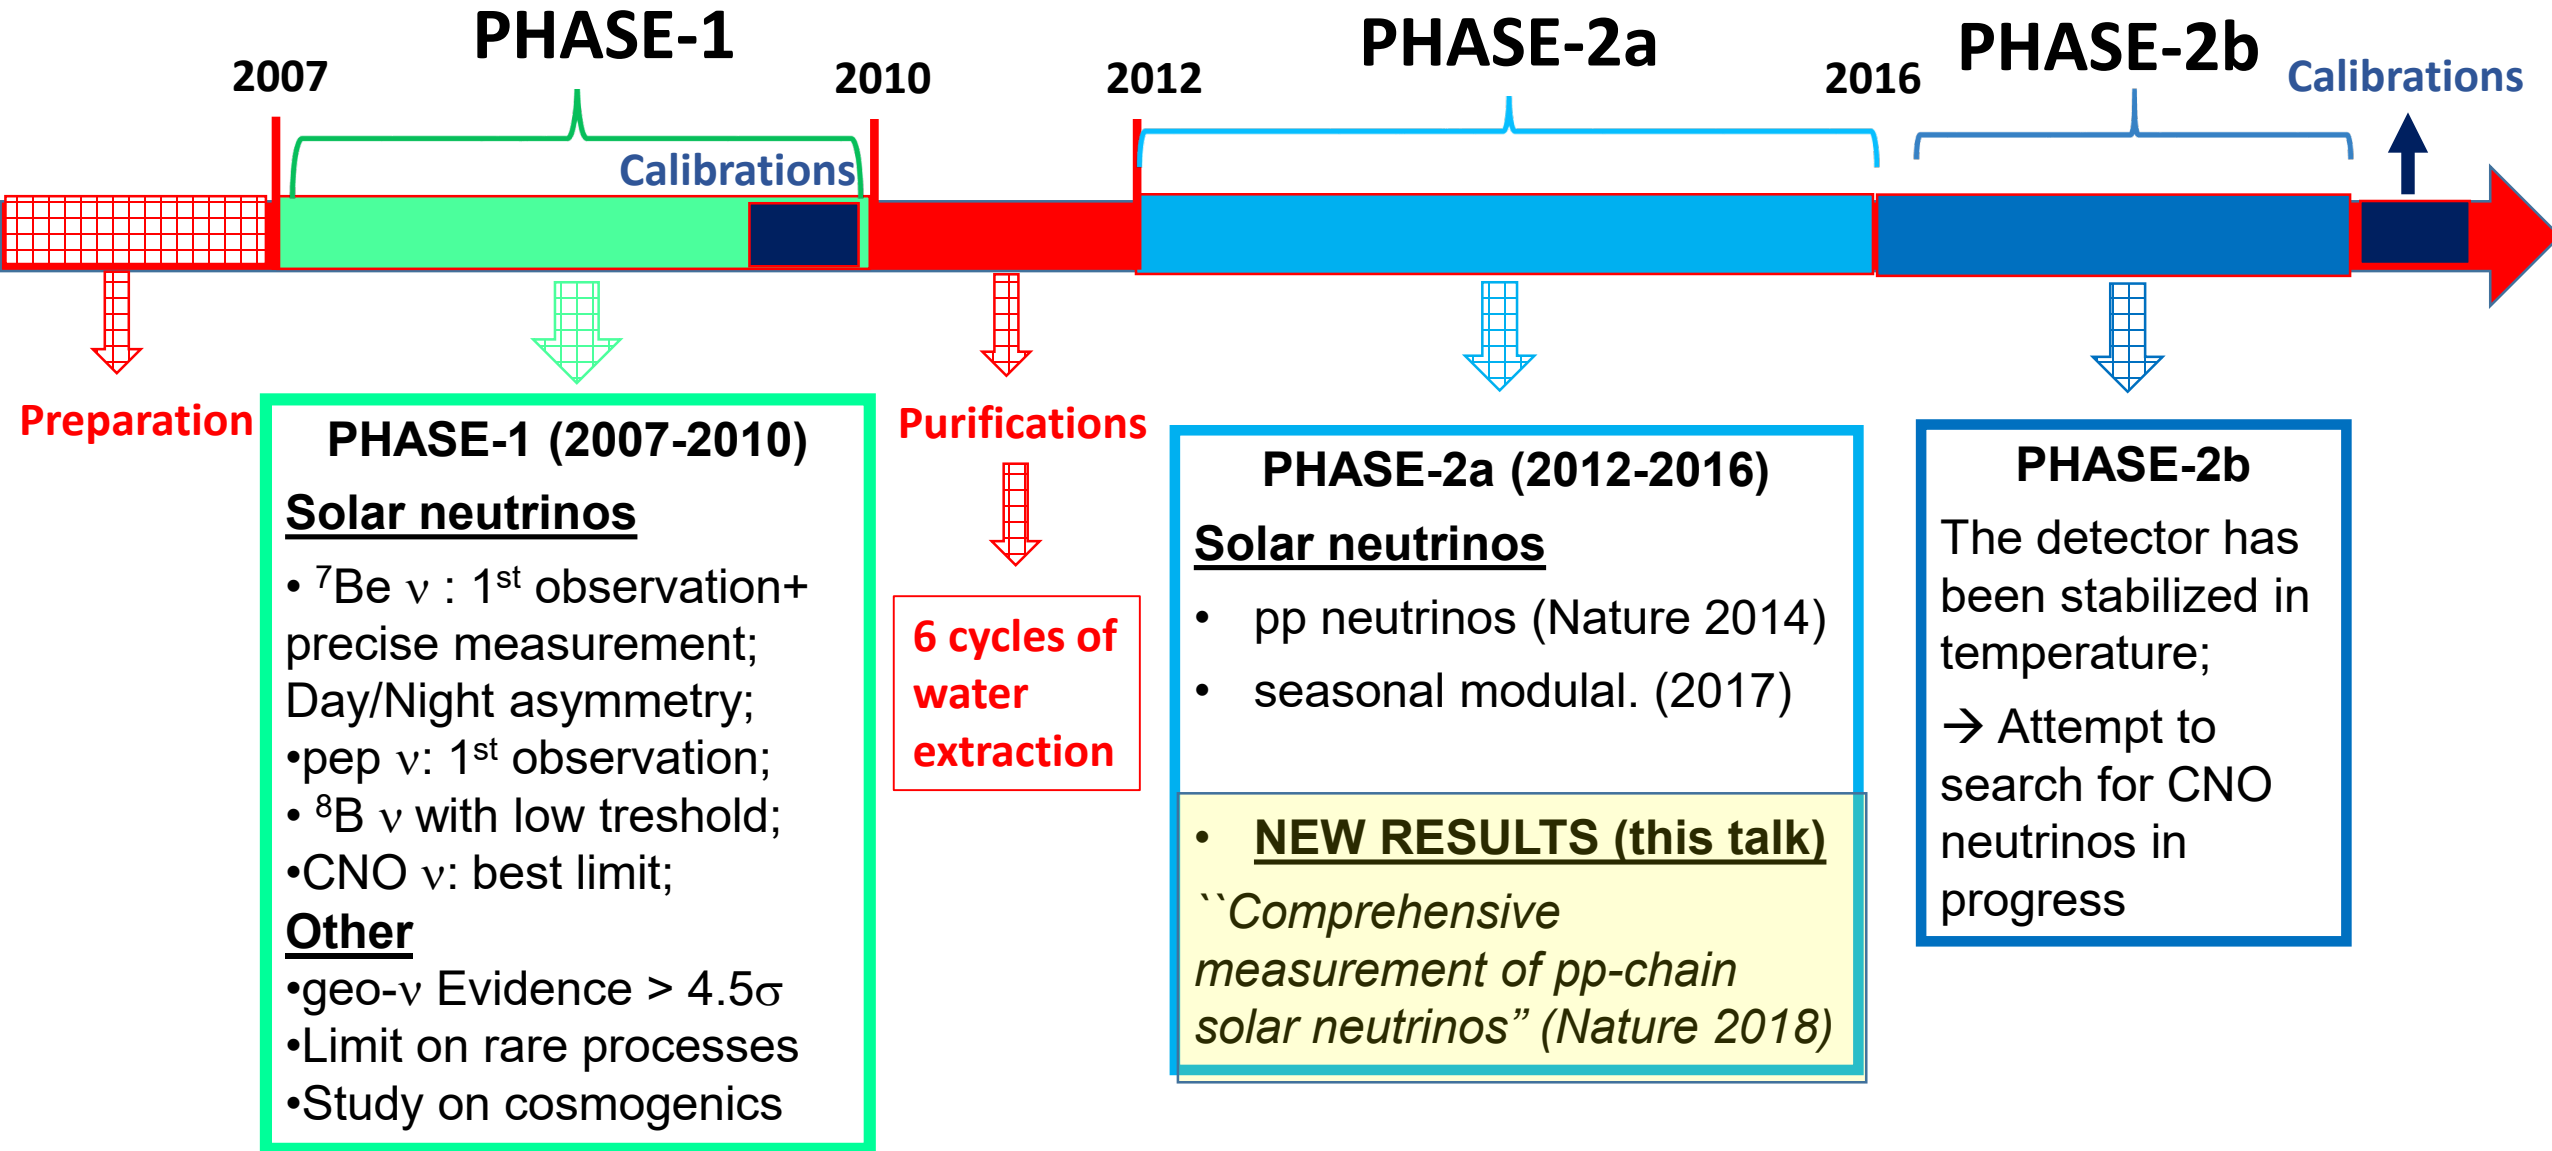 PHASE-1
PHASE-2a
PHASE-2b
2007
2010
2012
2016
Calibrations
Calibrations
Preparation
PHASE-1 (2007-2010)
Solar neutrinos
• ⁷Be ν : 1ˢᵗ observation+
precise measurement;
Day/Night asymmetry;
•pep ν: 1ˢᵗ observation;
• ⁸B ν with low treshold;
•CNO ν: best limit;
Other
•geo-ν Evidence > 4.5σ
•Limit on rare processes
•Study on cosmogenics
Purifications
6 cycles of
water
extraction
PHASE-2a (2012-2016)
Solar neutrinos
• pp neutrinos (Nature 2014)
• seasonal modulal. (2017)
• NEW RESULTS (this talk)
``Comprehensive
measurement of pp-chain
solar neutrinos” (Nature 2018)
PHASE-2b
The detector has
been stabilized in
temperature;
→ Attempt to
search for CNO
neutrinos in
progress